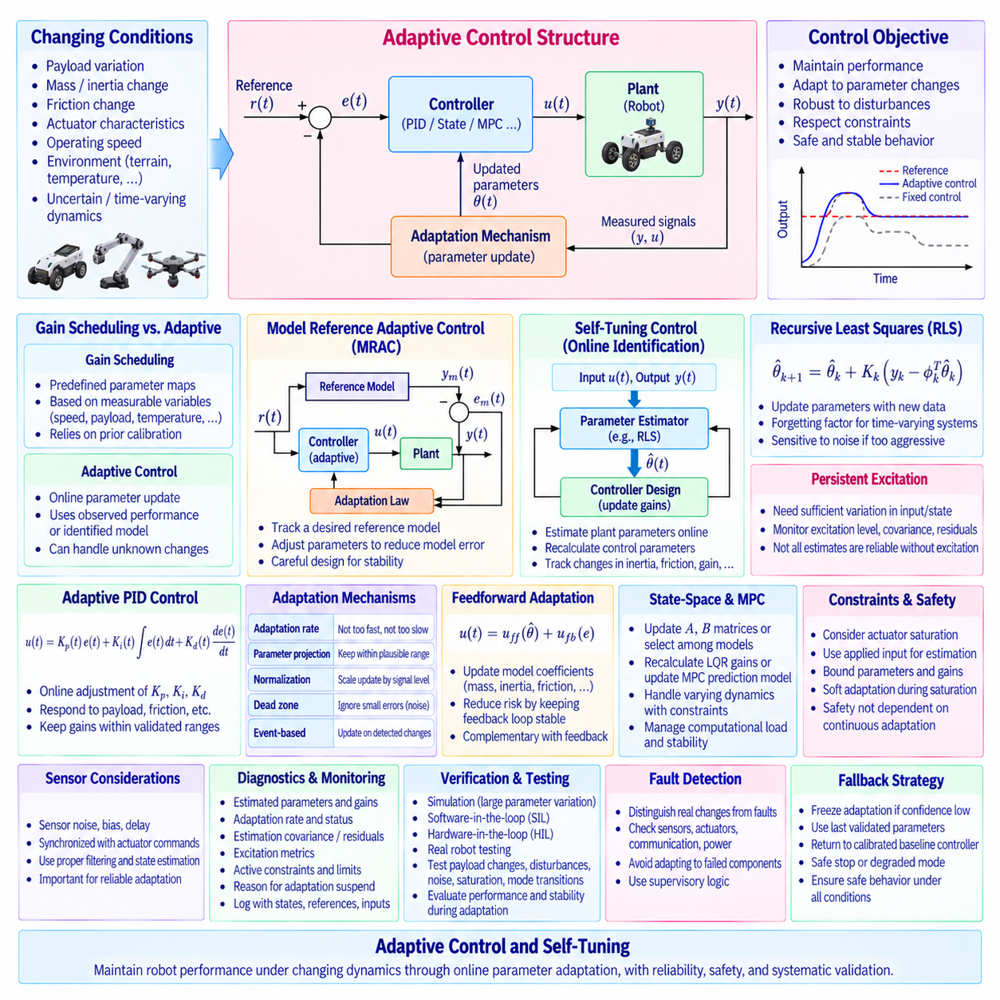 Changing Conditions
• Payload variation
• Mass / inertia change
• Friction change
• Actuator characteristics
• Operating speed
• Environment (terrain,
temperature, ...)
• Uncertain / time-varying
dynamics
Adaptive Control Structure
Reference
r(t)
+
−
e(t)
Controller
(PID / State / MPC ...)
u(t)
Plant
(Robot)
y(t)
Updated
parameters
θ(t)
Measured signals
(y, u)
Adaptation Mechanism
(parameter update)
Control Objective
• Maintain performance
• Adapt to parameter changes
• Robust to disturbances
• Respect constraints
• Safe and stable behavior
Reference
Adaptive control
Fixed control
Output
Time
Gain Scheduling vs. Adaptive
Gain Scheduling
• Predefined parameter maps
• Based on measurable variables
(speed, payload, temperature, ...)
• Relies on prior calibration
Adaptive Control
• Online parameter update
• Uses observed performance
or identified model
• Can handle unknown changes
Model Reference Adaptive Control
(MRAC)
Reference Model
y_m(t)
−
e_m(t)
r(t)
Controller
(adaptive)
u(t)
Plant
y(t)
Adaptation Law
• Track a desired reference model
• Adjust parameters to reduce model error
• Careful design for stability
Self-Tuning Control
(Online Identification)
Input u(t), Output y(t)
Parameter Estimator
(e.g., RLS)
θ̂(t)
Controller Design
(update gains)
• Estimate plant parameters online
• Recalculate control parameters
• Track changes in inertia, friction, gain, ...
Recursive Least Squares (RLS)
θ̂_{k+1} = θ̂_k + K_k (y_k − ϕ_k^T θ̂_k)
• Update parameters with new data
• Forgetting factor for time-varying systems
• Sensitive to noise if too aggressive
Persistent Excitation
• Need sufficient variation in input/state
• Monitor excitation level, covariance, residuals
• Not all estimates are reliable without excitation
Adaptive PID Control
u(t) = K_p(t) e(t) + K_i(t) ∫ e(t) dt + K_d(t) de(t)/dt
• Online adjustment of K_p, K_i, K_d
• Respond to payload, friction, etc.
• Keep gains within validated ranges
Adaptation Mechanisms
Adaptation rate Not too fast, not too slow
Parameter projection Keep within plausible range
Normalization Scale update by signal level
Dead zone Ignore small errors (noise)
Event-based Update on detected changes
Feedforward Adaptation
u(t) = u_ff(θ̂) + u_fb(e)
• Update model coefficients
(mass, inertia, friction, ...)
• Reduce risk by keeping
feedback loop stable
• Complementary with feedback
State-Space & MPC
• Update A, B matrices or
select among models
• Recalculate LQR gains or
update MPC prediction model
• Handle varying dynamics
with constraints
• Manage computational load
and stability
Constraints & Safety
• Consider actuator saturation
• Use applied input for estimation
• Bound parameters and gains
• Soft adaptation during saturation
• Safety not dependent on
continuous adaptation
Sensor Considerations
• Sensor noise, bias, delay
• Synchronized with actuator commands
• Use proper filtering and state estimation
• Important for reliable adaptation
Diagnostics & Monitoring
• Estimated parameters and gains
• Adaptation rate and status
• Estimation covariance / residuals
• Excitation metrics
• Active constraints and limits
• Reason for adaptation suspend
• Log with states, references, inputs
Verification & Testing
• Simulation (large parameter variation)
• Software-in-the-loop (SIL)
• Hardware-in-the-loop (HIL)
• Real robot testing
• Test payload changes, disturbances,
noise, saturation, mode transitions
• Evaluate performance and stability
during adaptation
Fault Detection
• Distinguish real changes from faults
• Check sensors, actuators,
communication, power
• Avoid adapting to failed components
• Use supervisory logic
Fallback Strategy
• Freeze adaptation if confidence low
• Use last validated parameters
• Return to calibrated baseline controller
• Safe stop or degraded mode
• Ensure safe behavior under
all conditions
Adaptive Control and Self-Tuning
Maintain robot performance under changing dynamics through online parameter adaptation, with reliability, safety, and systematic validation.